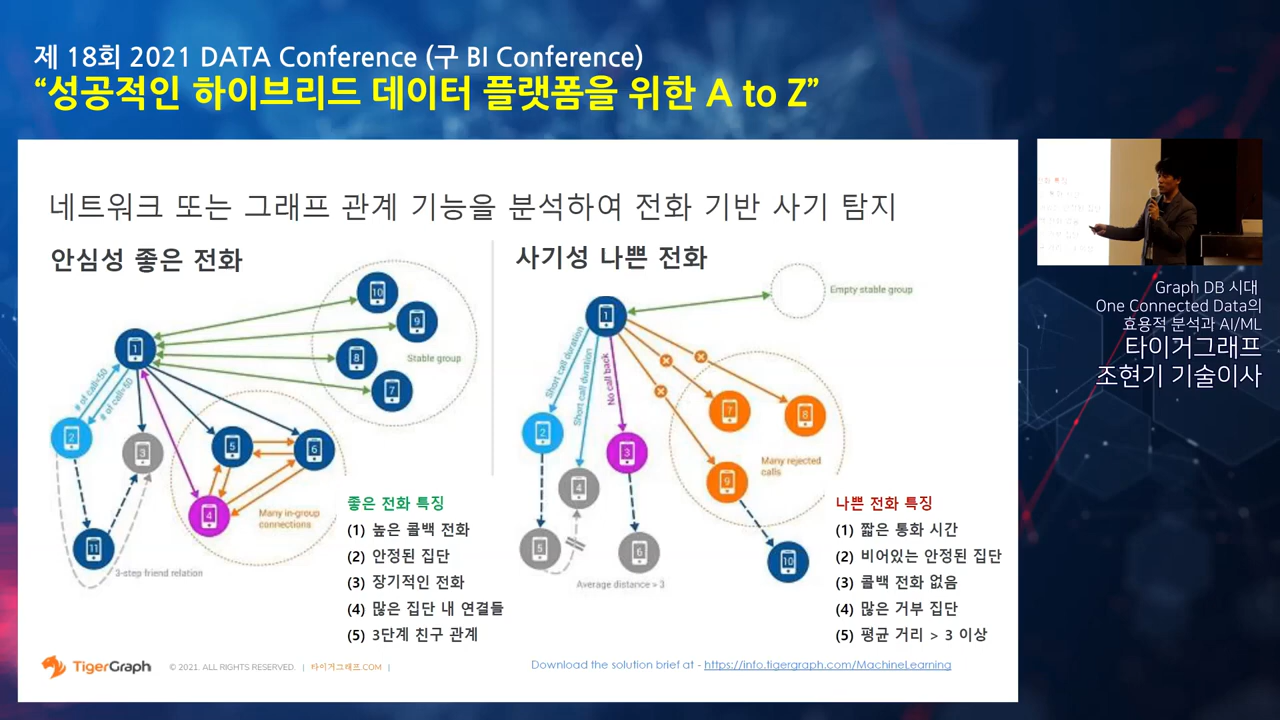 제 18회 2021 DATA Conference (구 BI Conference)
“성공적인 하이브리드 데이터 플랫폼을 위한 A to Z”
네트워크 또는 그래프 관계 기능을 분석하여 전화 기반 사기 탐지
안심성 좋은 전화
1
10
9
8
7
Stable group
# of call<50
# of call<50
2
3
5
6
4
Many in-group
connections
11
3-step friend relation
좋은 전화 특징
(1) 높은 콜백 전화
(2) 안정된 집단
(3) 장기적인 전화
(4) 많은 집단 내 연결들
(5) 3단계 친구 관계
사기성 나쁜 전화
1
Empty stable group
Short call duration
Short call duration
No call back
2
3
4
7
8
9
Many rejected
calls
5
6
10
Average distance > 3
나쁜 전화 특징
(1) 짧은 통화 시간
(2) 비어있는 안정된 집단
(3) 콜백 전화 없음
(4) 많은 거부 집단
(5) 평균 거리 > 3 이상
TigerGraph
© 2021. ALL RIGHTS RESERVED. | 타이거그래프.COM |
Download the solution brief at - https://info.tigergraph.com/MachineLearning
Graph DB 시대
One Connected Data의
효용적 분석과 AI/ML
타이거그래프
조현기 기술이사